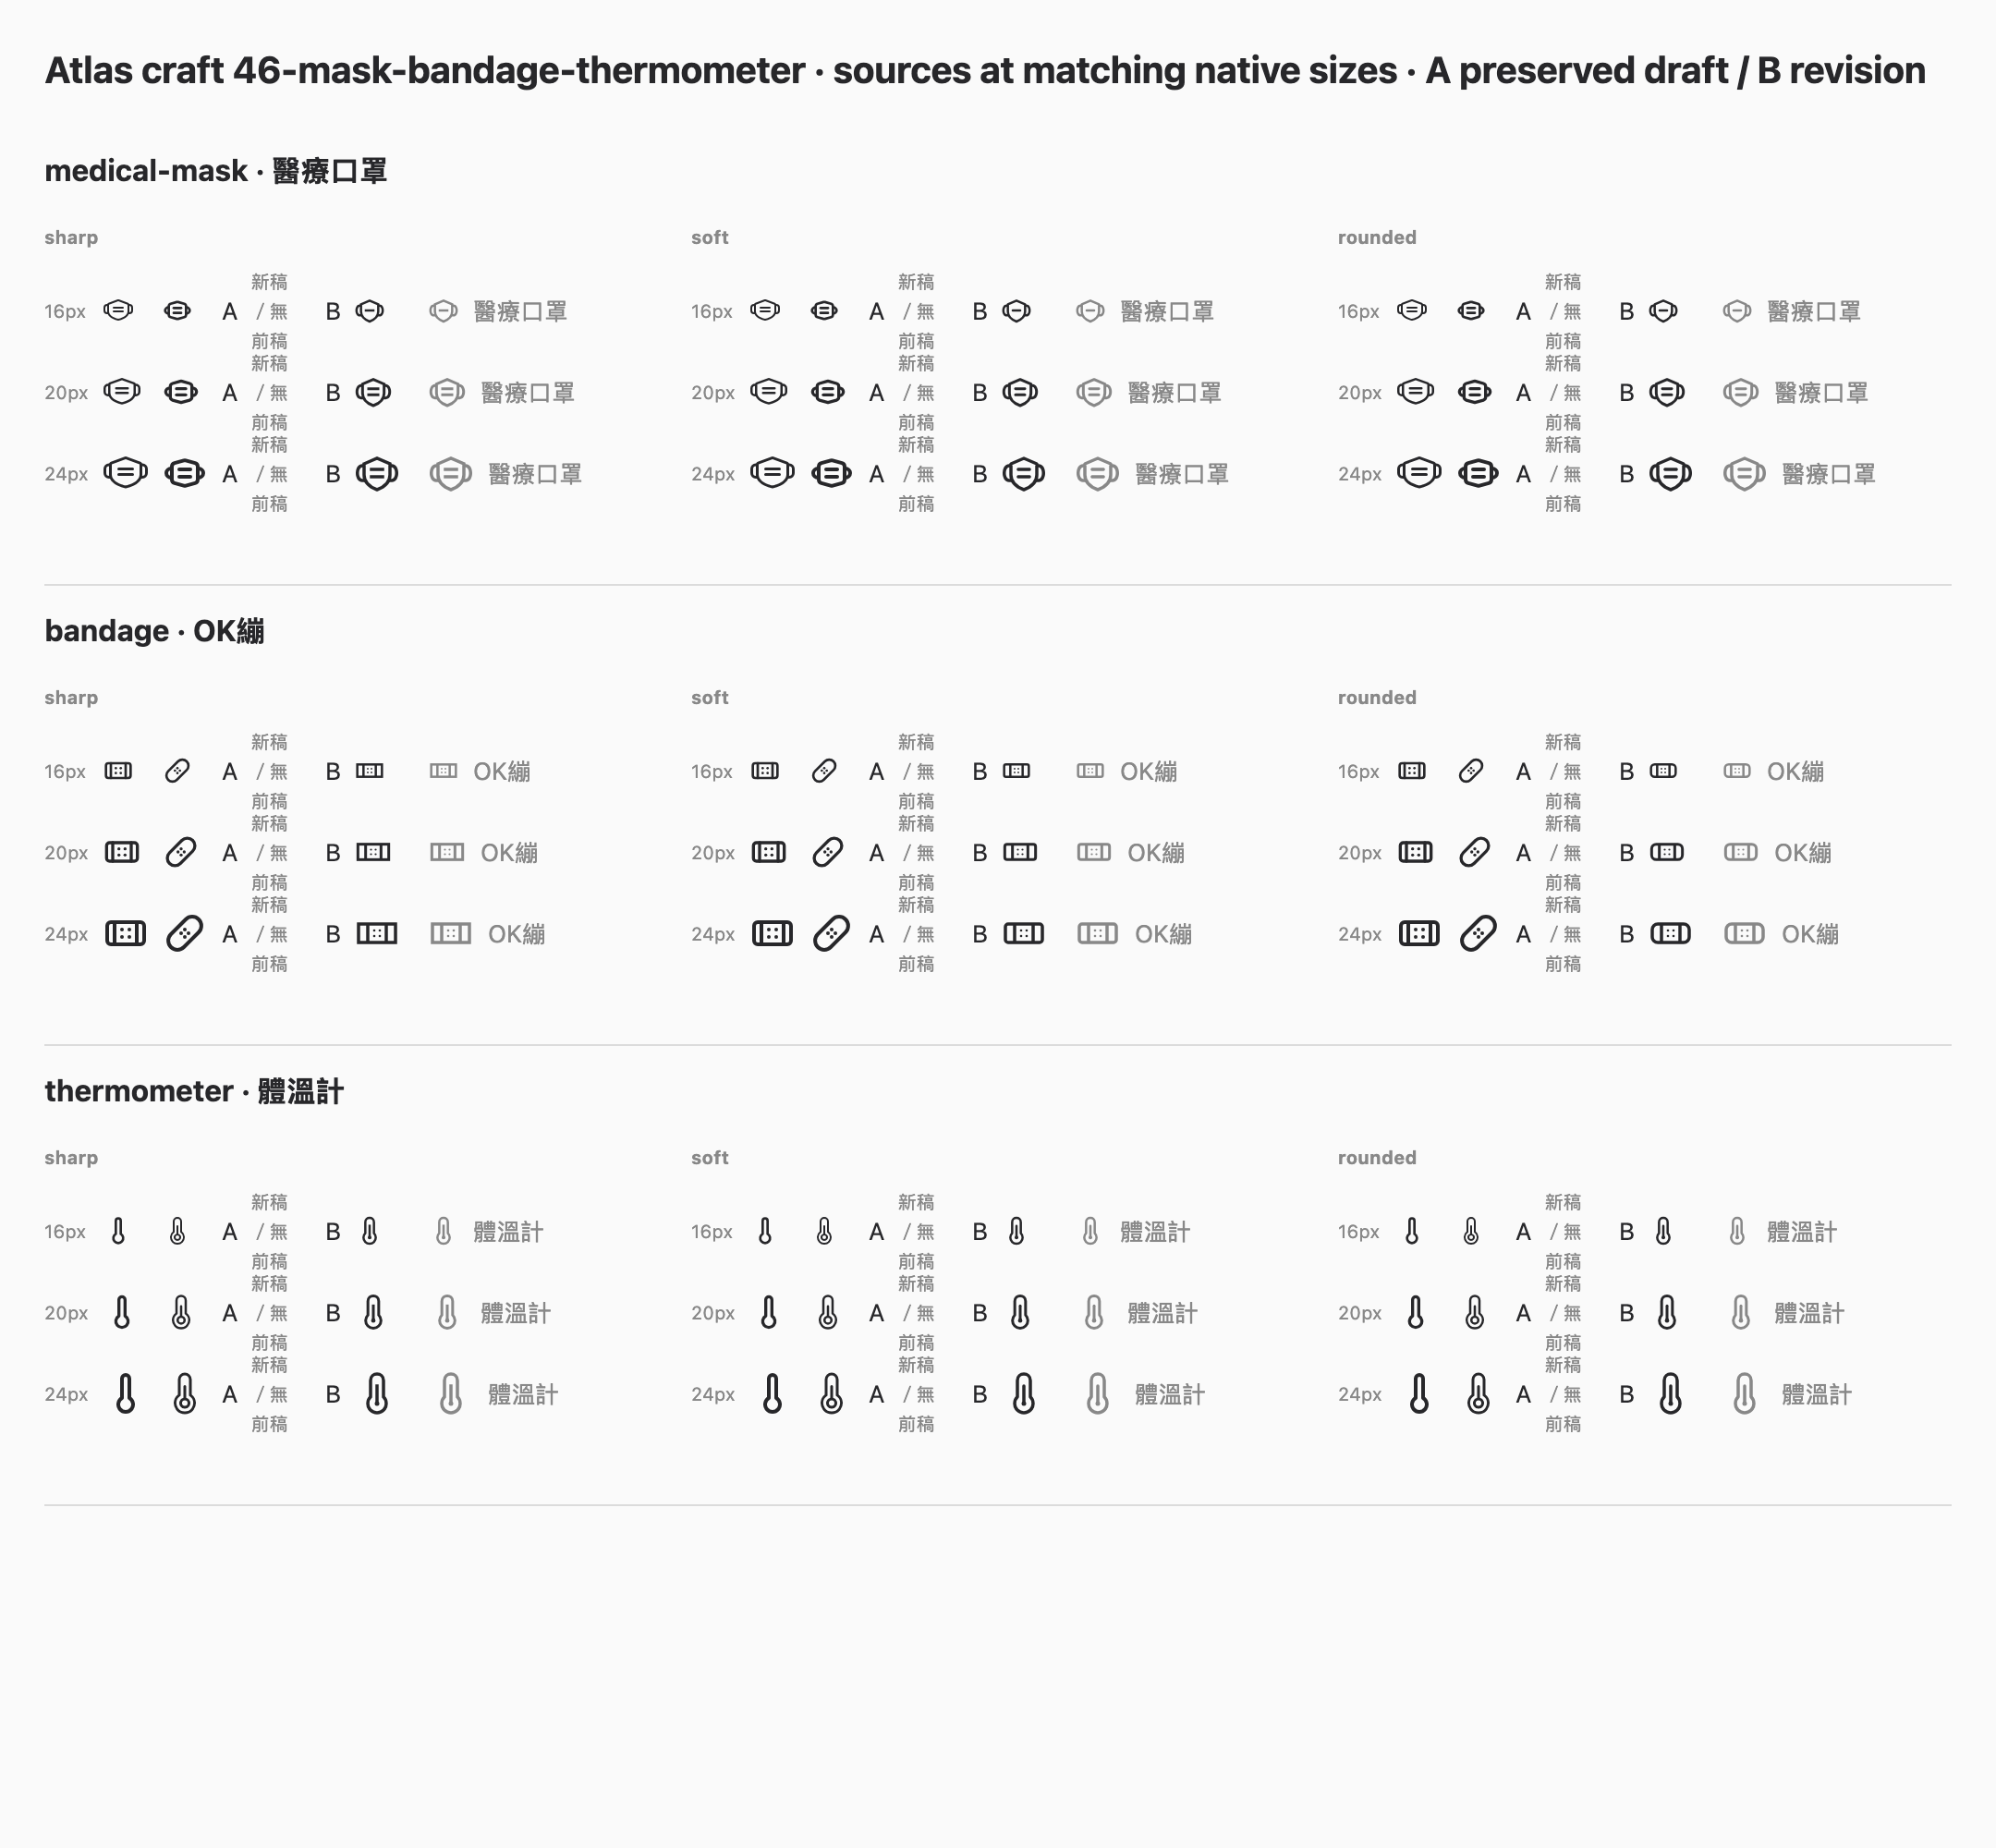 Atlas craft 46-mask-bandage-thermometer · sources at matching native sizes · A preserved draft / B revision
medical-mask · 醫療口罩
sharp
soft
rounded
16px A 新稿 / 無前稿 B 醫療口罩
16px A 新稿 / 無前稿 B 醫療口罩
16px A 新稿 / 無前稿 B 醫療口罩
20px A 新稿 / 無前稿 B 醫療口罩
20px A 新稿 / 無前稿 B 醫療口罩
20px A 新稿 / 無前稿 B 醫療口罩
24px A 新稿 / 無前稿 B 醫療口罩
24px A 新稿 / 無前稿 B 醫療口罩
24px A 新稿 / 無前稿 B 醫療口罩
bandage · OK繃
sharp
soft
rounded
16px A 新稿 / 無前稿 B OK繃
16px A 新稿 / 無前稿 B OK繃
16px A 新稿 / 無前稿 B OK繃
20px A 新稿 / 無前稿 B OK繃
20px A 新稿 / 無前稿 B OK繃
20px A 新稿 / 無前稿 B OK繃
24px A 新稿 / 無前稿 B OK繃
24px A 新稿 / 無前稿 B OK繃
24px A 新稿 / 無前稿 B OK繃
thermometer · 體溫計
sharp
soft
rounded
16px A 新稿 / 無前稿 B 體溫計
16px A 新稿 / 無前稿 B 體溫計
16px A 新稿 / 無前稿 B 體溫計
20px A 新稿 / 無前稿 B 體溫計
20px A 新稿 / 無前稿 B 體溫計
20px A 新稿 / 無前稿 B 體溫計
24px A 新稿 / 無前稿 B 體溫計
24px A 新稿 / 無前稿 B 體溫計
24px A 新稿 / 無前稿 B 體溫計